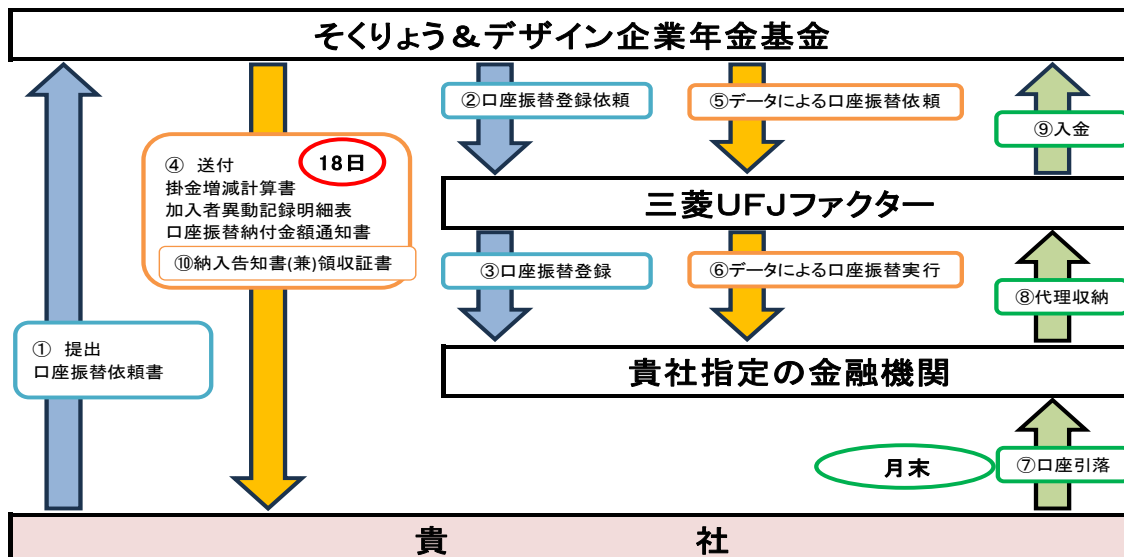 そくりょう＆デザイン企業年金基金
②口座振替登録依頼
⑤データによる口座振替依頼
⑨入金
④ 送付
18日
掛金増減計算書
加入者異動記録明細表
口座振替納付金額通知書
⑩納入告知書(兼)領収証書
三菱UFJファクター
③口座振替登録
⑥データによる口座振替実行
⑧代理収納
① 提出
口座振替依頼書
貴社指定の金融機関
月末
⑦口座引落
貴 社